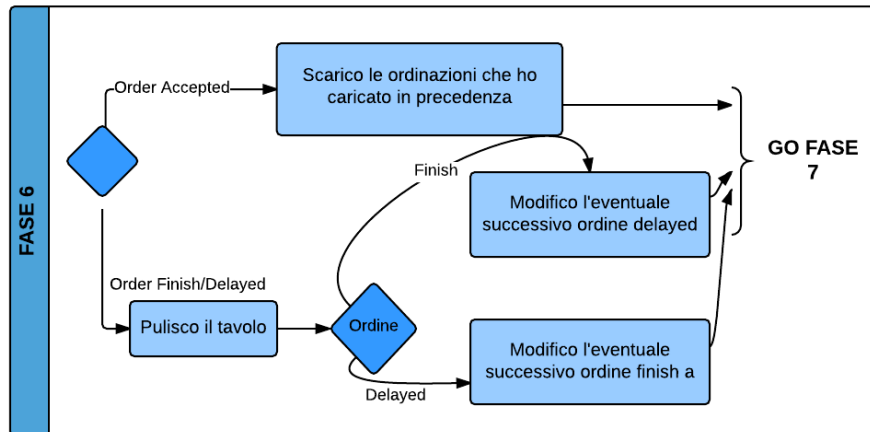 FASE 6
Order Accepted
Scarico le ordinazioni che ho
caricato in precedenza
GO FASE
7
Finish
Modifico l'eventuale
successivo ordine delayed
Order Finish/Delayed
Pulisco il tavolo
Ordine
Modifico l'eventuale
successivo ordine finish a
Delayed